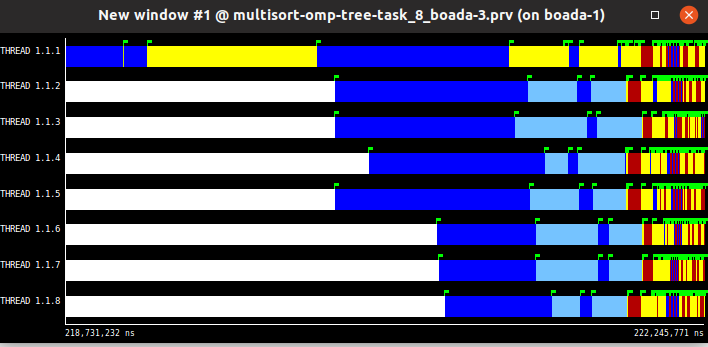 New window #1 @ multisort-omp-tree-task_8_boada-3.prv (on boada-1)
THREAD 1.1.1
THREAD 1.1.2
THREAD 1.1.3
THREAD 1.1.4
THREAD 1.1.5
THREAD 1.1.6
THREAD 1.1.7
THREAD 1.1.8
218,731,232 ns 222,245,771 ns